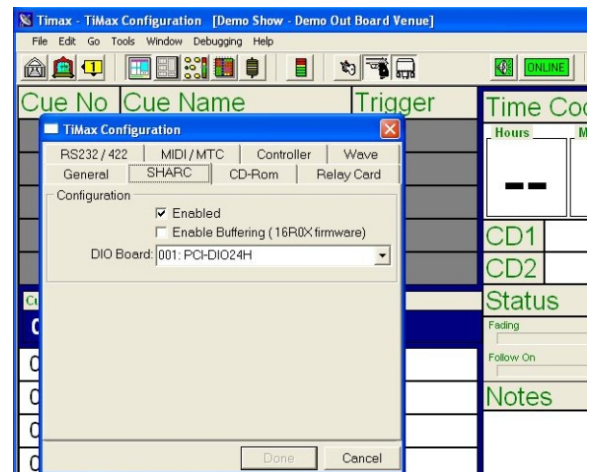 Timax - TiMax Configuration [Demo Show - Demo Out Board Venue]
File Edit Go Tools Window Debugging Help
1 ONLINE
Cue No Cue Name Trigger Time Coo
TiMax Configuration
Hours M
RS232 / 422 MIDI / MTC Controller Wave
General SHARC CD-Rom Relay Card
Configuration
Enabled
Enable Buffering ( 16R0X firmware)
DIO Board: 001: PCI-DIO24H
--
CD1
CD2
Cu
Status
Fading
Follow On
Notes
Done Cancel